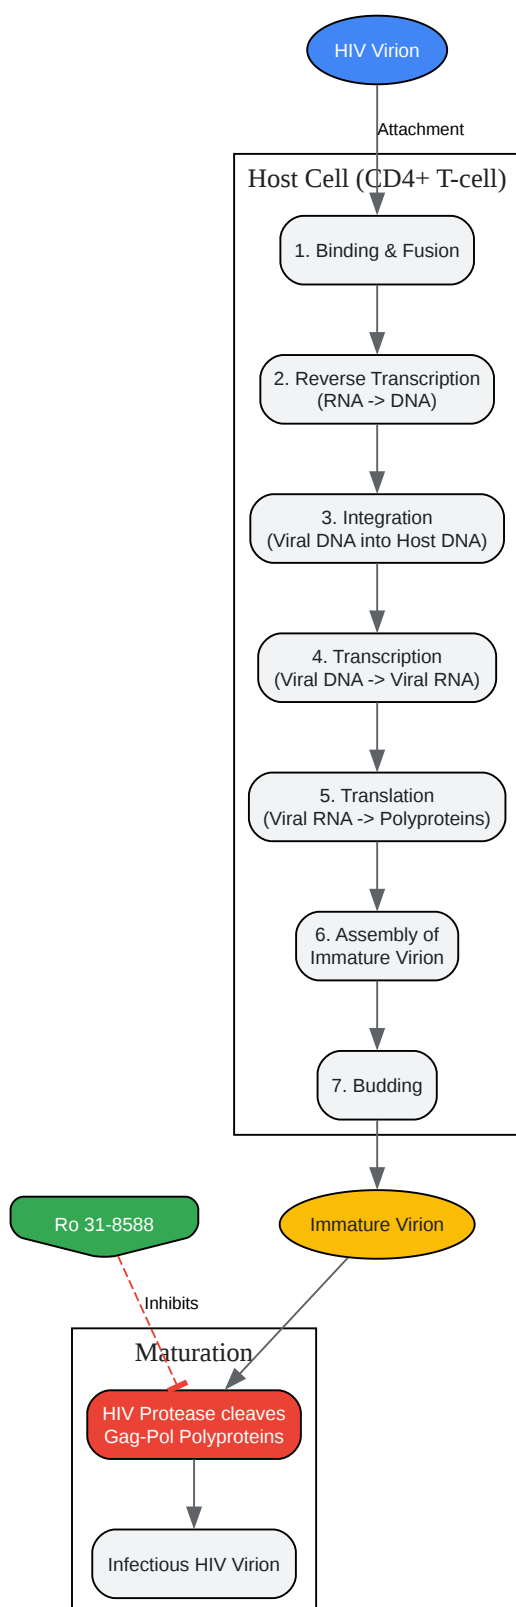 HIV Virion
Attachment
Host Cell (CD4+ T-cell)
1. Binding & Fusion
2. Reverse Transcription
(RNA -> DNA)
3. Integration
(Viral DNA into Host DNA)
4. Transcription
(Viral DNA -> Viral RNA)
5. Translation
(Viral RNA -> Polyproteins)
6. Assembly of
Immature Virion
7. Budding
Ro 31-8588
Immature Virion
Inhibits
Maturation
HIV Protease cleaves
Gag-Pol Polyproteins
Infectious HIV Virion